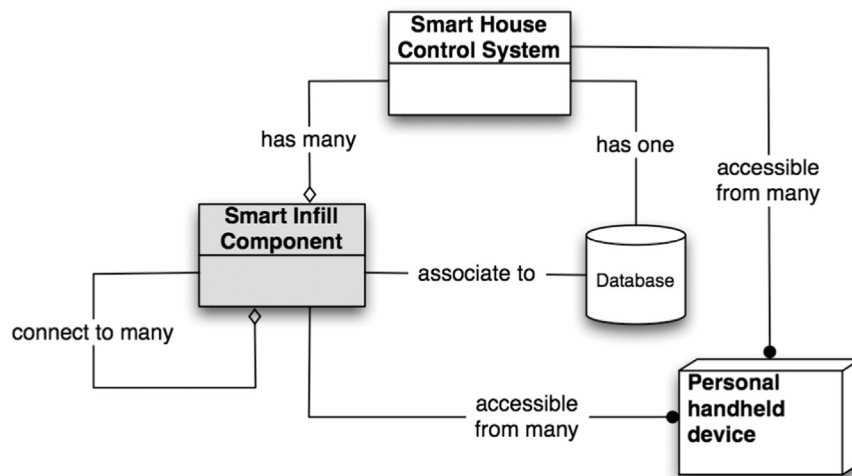 Smart House
Control System
has many
has one
accessible
from many
Smart Infill
Component
associate to
Database
connect to many
accessible
from many
Personal
handheld
device